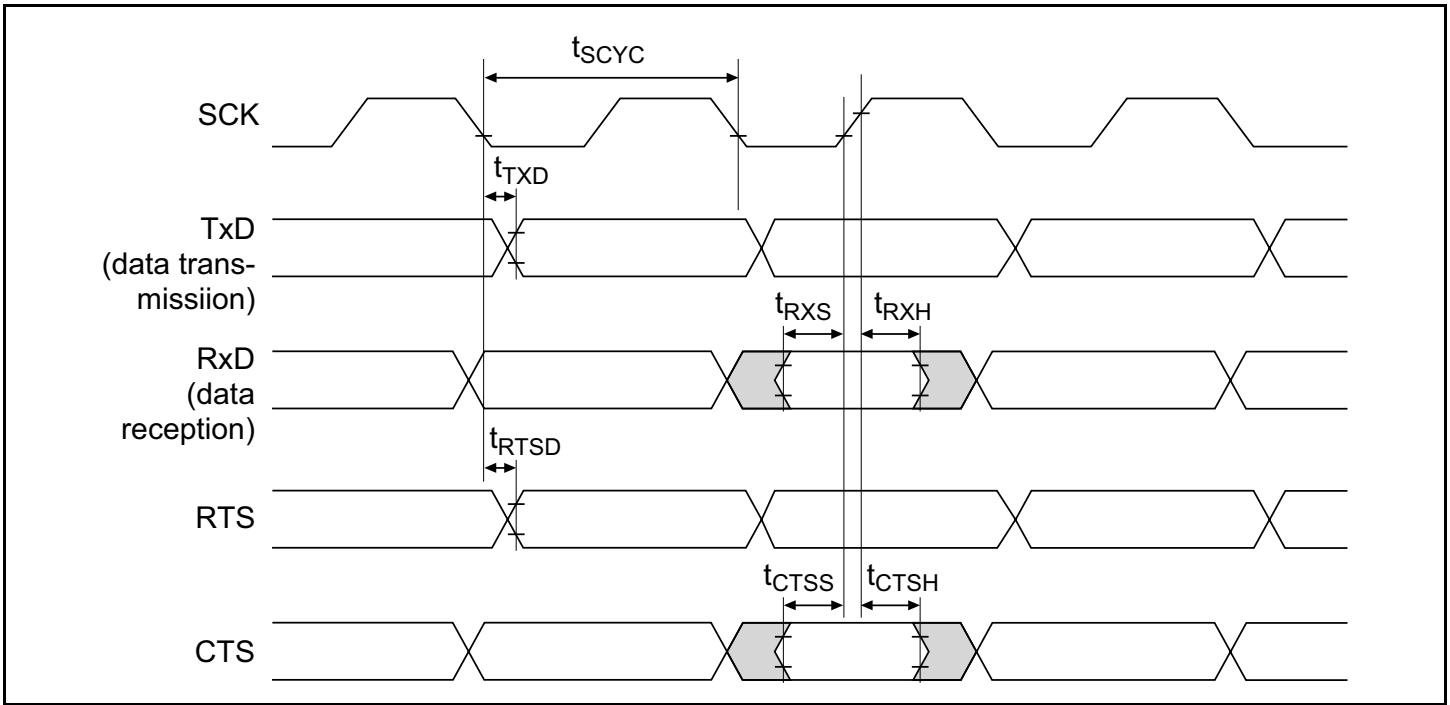 tSCYC
SCK
tTXD
TxD
(data trans-
missiion)
tRXS
tRXH
RxD
(data
reception)
tRTSD
RTS
tCTSS
tCTSH
CTS